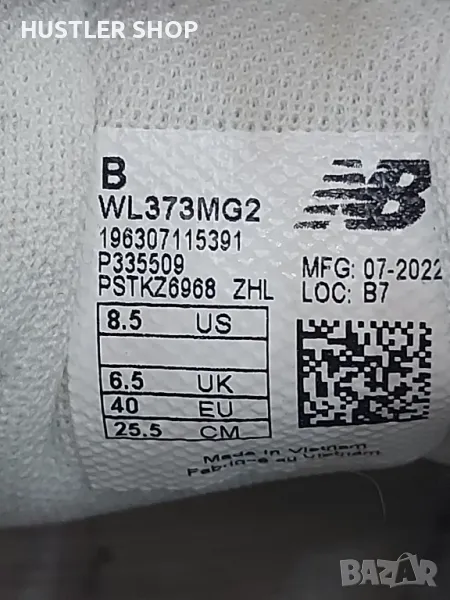 HUSTLER SHOP
B
WL373MG2
196307115391
P335509
PSTKZ6968 ZHL
MFG: 07-2022
LOC: B7
8.5 US
6.5 UK
40 EU
25.5 CM
Made in Vietnam
au Vietnam
BAZAR